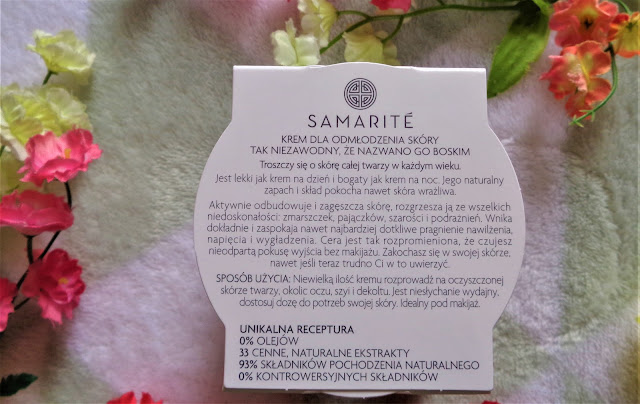 SAMARITÉ
KREM DLA ODMŁODZENIA SKÓRY
TAK NIEZAWODNY, ŻE NAZWANO GO BOSKIM
Troszczy się o skórę całej twarzy w każdym wieku.
Jest lekki jak krem na dzień i bogaty jak krem na noc. Jego naturalny
zapach i skład pokocha nawet skóra wrażliwa.
Aktywnie odbudowuje i zagęszcza skórę, rozgrzesza ją ze wszelkich
niedoskonałości: zmarszczek, pajączków, szarości i podrażnień. Wnika
dokładnie i zaspokaja nawet najbardziej dotkliwe pragnienie nawilżenia,
napięcia i wygładzenia. Cera jest tak rozpromieniona, że czujesz
nieodpartą pokusę wyjścia bez makijażu. Zakochasz się w swojej skórze,
nawet jeśli teraz trudno Ci w to uwierzyć.
SPOSÓB UŻYCIA: Niewielką ilość kremu rozprowadź na oczyszczonej
skórze twarzy, okolic oczu, szyi i dekoltu. Jest niesłychanie wydajny,
dostosuj dozę do potrzeb swojej skóry. Idealny pod makijaż.
UNIKALNA RECEPTURA
0% OLEJÓW
33 CENNE, NATURALNE EKSTRAKTY
93% SKŁADNIKÓW POCHODZENIA NATURALNEGO
0% KONTROWERSYJNYCH SKŁADNIKÓW